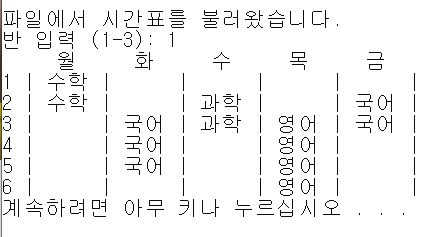 파일에서 시간표를 불러왔습니다.
반 입력 (1-3): 1
월 화 수 목 금
1 | 수학 | | | | |
2 | 수학 | | 과학 | | 국어 |
3 | | 국어 | 과학 | 영어 | 국어 |
4 | | 국어 | | 영어 | |
5 | | 국어 | | 영어 | |
6 | | | | 영어 | |
계속하려면 아무 키나 누르십시오 . . .